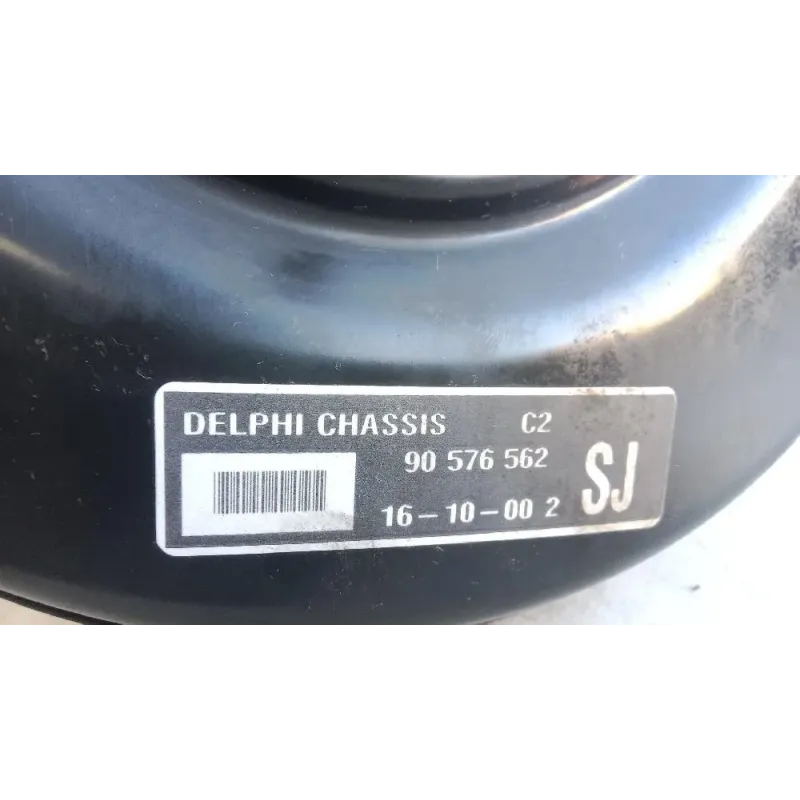 DELPHI CHASSIS C2
90 576 562
16-10-00 2
SJ